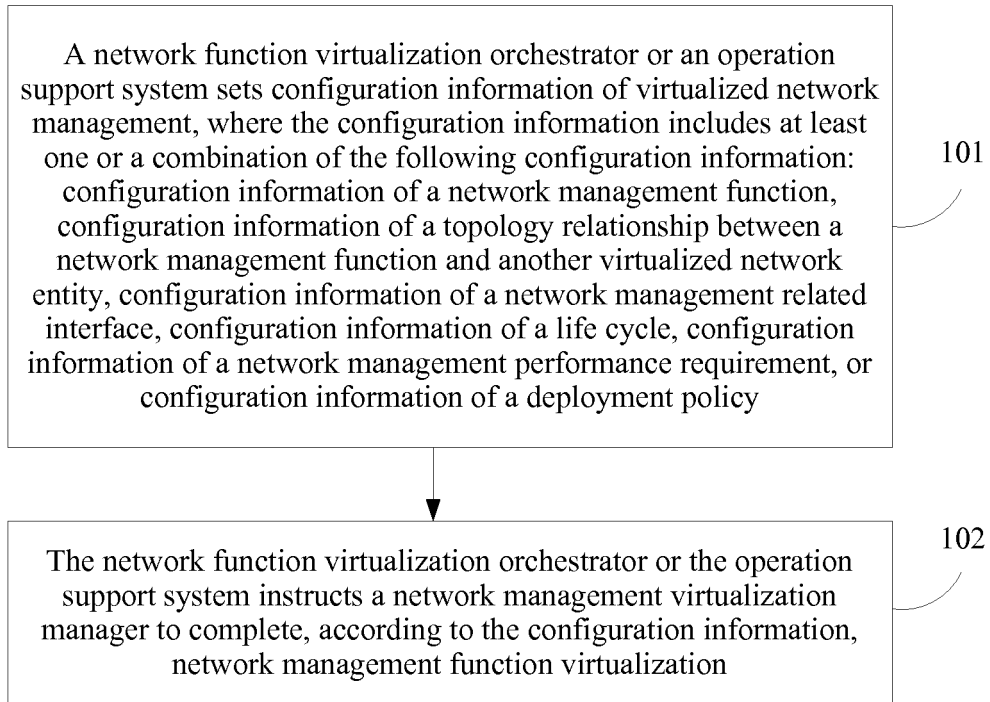 A network function virtualization orchestrator or an operation
support system sets configuration information of virtualized network
management, where the configuration information includes at least
one or a combination of the following configuration information:
configuration information of a network management function,
configuration information of a topology relationship between a
network management function and another virtualized network
entity, configuration information of a network management related
interface, configuration information of a life cycle, configuration
information of a network management performance requirement, or
configuration information of a deployment policy
101
The network function virtualization orchestrator or the operation
support system instructs a network management virtualization
manager to complete, according to the configuration information,
network management function virtualization
102